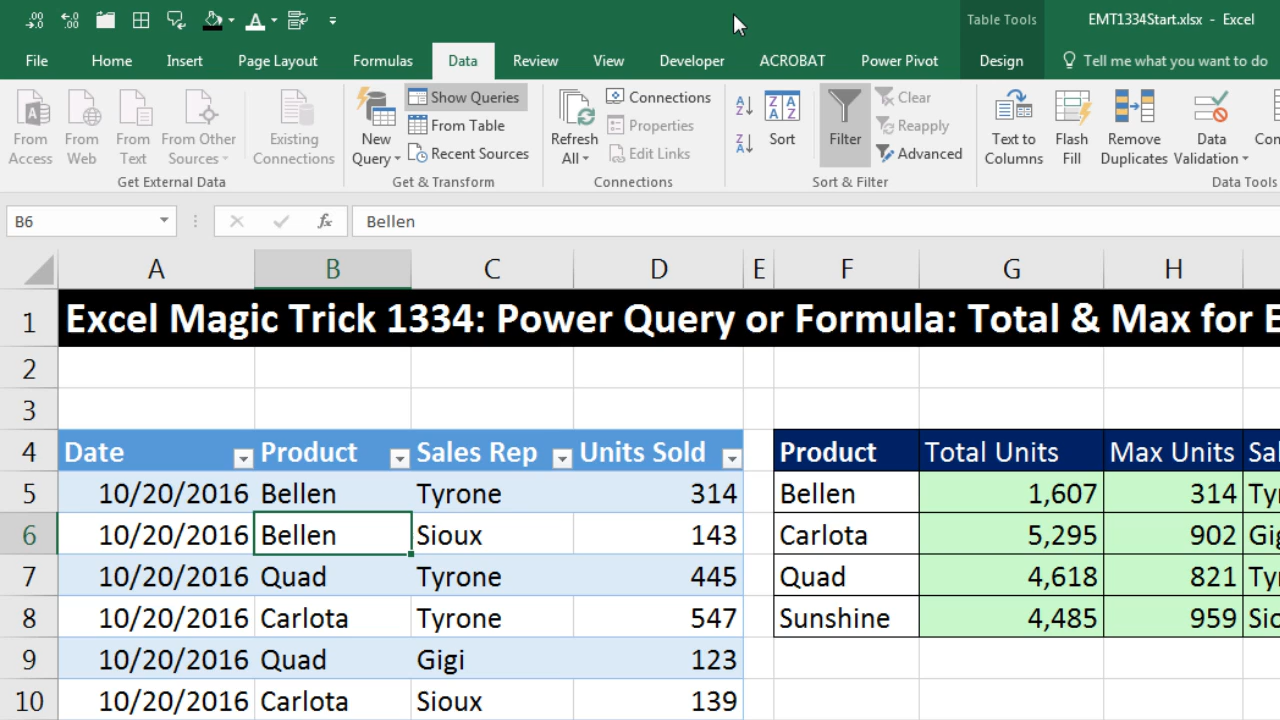 EMT1334Start.xlsx - Excel
Table Tools
File Home Insert Page Layout Formulas Data Review View Developer ACROBAT Power Pivot Design Tell me what you want to do
From Access
From Web
From Text
From Other Sources
Existing Connections
Get External Data
New Query
Show Queries
From Table
Recent Sources
Get & Transform
Refresh All
Connections
Properties
Edit Links
Connections
Sort
Filter
Clear
Reapply
Advanced
Sort & Filter
Text to Columns
Flash Fill
Remove Duplicates
Data Validation
Con
Data Tools
B6 fx Bellen
A B C D E F G H
1 Excel Magic Trick 1334: Power Query or Formula: Total & Max for E
2
3
4 Date Product Sales Rep Units Sold Product Total Units Max Units Sal
5 10/20/2016 Bellen Tyrone 314 Bellen 1,607 314 Tyr
6 10/20/2016 Bellen Sioux 143 Carlota 5,295 902 Gig
7 10/20/2016 Quad Tyrone 445 Quad 4,618 821 Tyr
8 10/20/2016 Carlota Tyrone 547 Sunshine 4,485 959 Sio
9 10/20/2016 Quad Gigi 123
10 10/20/2016 Carlota Sioux 139